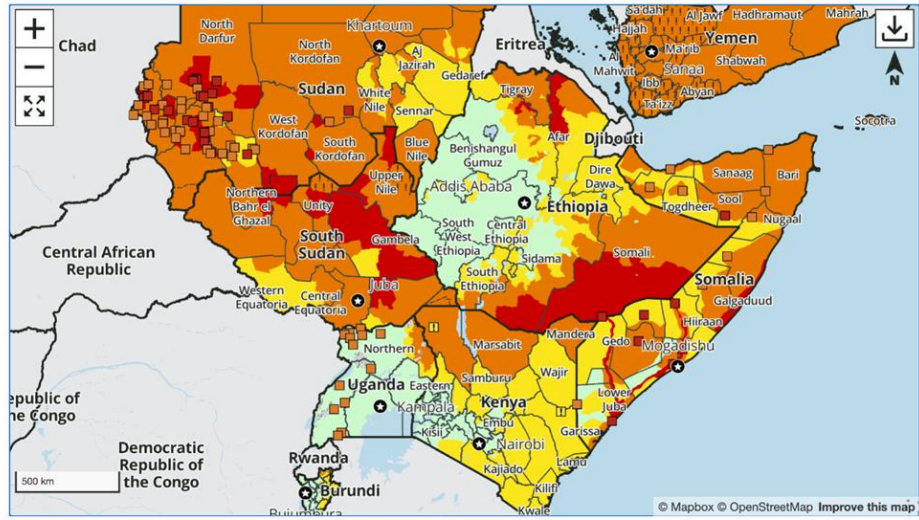 +
−
N
Chad
North
Darfur
Khartoum
North
Kordofan
Sudan
Aj
Jazirah
Gedaref
Eritrea
Sa'dah
Al Jawf
Hadhramaut
Mahrah
Hajjah
Yemen
Ma'rib
Sanaa
Shabwah
Al
Mahwit
Ibb
Abyan
Ta'izz
Socotra
White
Nile
Sennar
Tigray
West
Kordofan
South
Kordofan
Blue
Nile
Afar
Djibouti
Benishangul
Gumuz
Upper
Nile
Dire
Dawa
Sanaag
Bari
Addis Ababa
Northern
Bahr el
Ghazal
Unity
Ethiopia
Togdheer
Sool
Nugaal
South
Sudan
Gambela
South
West
Ethiopia
Central
Ethiopia
Sidama
Somali
Central African
Republic
Juba
South
Ethiopia
Somalia
Galgaduud
Western
Equatoria
Central
Equatoria
Hiiraan
Mandera
Gedo
Mogadishu
Northern
Marsabit
Wajir
Samburu
Uganda
Eastern
Kenya
Lower
Juba
epublic of
he Congo
Kampala
Kisii
Embu
Nairobi
Garissa
Democratic
Republic of
the Congo
Rwanda
Kajiado
Lamu
Kilifi
Kwale
Burundi
Bujumbura
500 km
© Mapbox © OpenStreetMap Improve this map